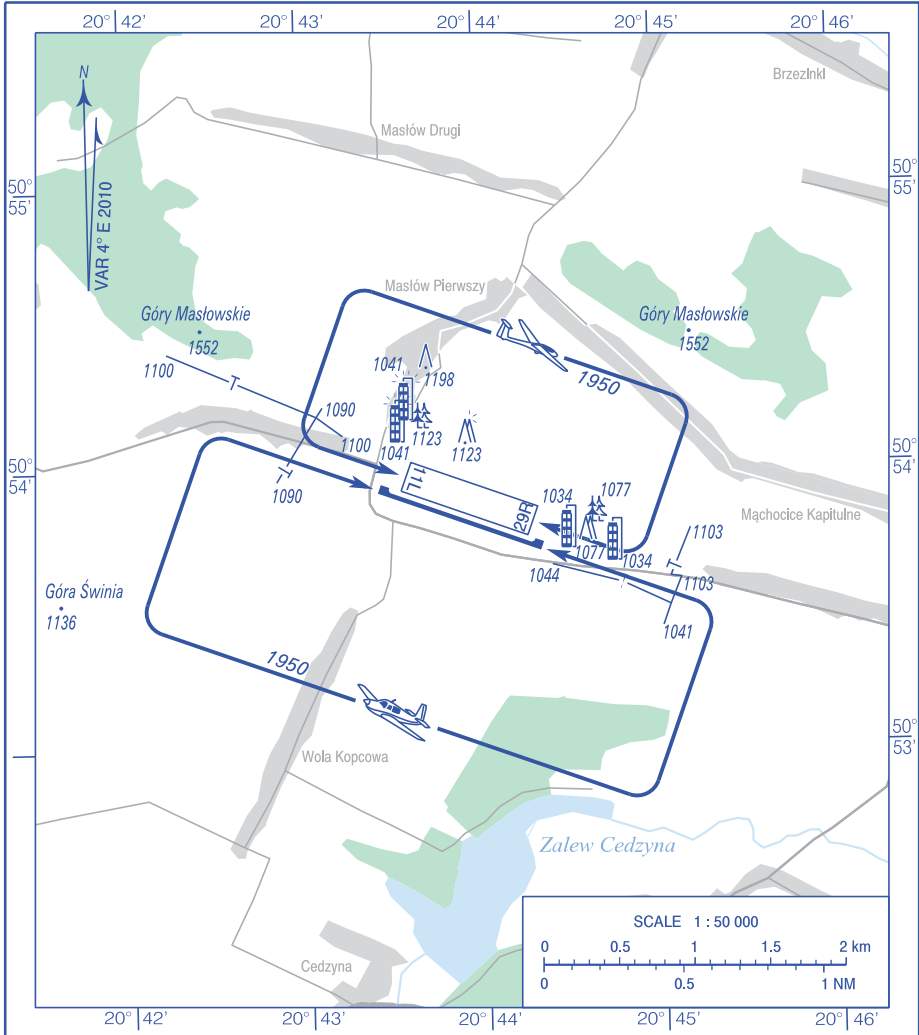 20° 42' 20° 43' 20° 44' 20° 45' 20° 46'
Brzezinki
N
Masłów Drugi
50° 55'
50° 55'
VAR 4° E 2010
Masłów Pierwszy
Góry Masłowskie
1552
Góry Masłowskie
1552
1950
1100
1041
1198
1090
1100
1123
1041
1123
50° 54'
50° 54'
1090
11L
29R
1034
1077
Mąchocice Kapitulne
1077
1034
1103
1044
1103
1041
Góra Świnia
1136
1950
50° 53'
Wola Kopcowa
Zalew Cedzyna
Cedzyna
SCALE 1 : 50 000
0 0.5 1 1.5 2 km
0 0.5 1 NM
20° 42' 20° 43' 20° 44' 20° 45' 20° 46'